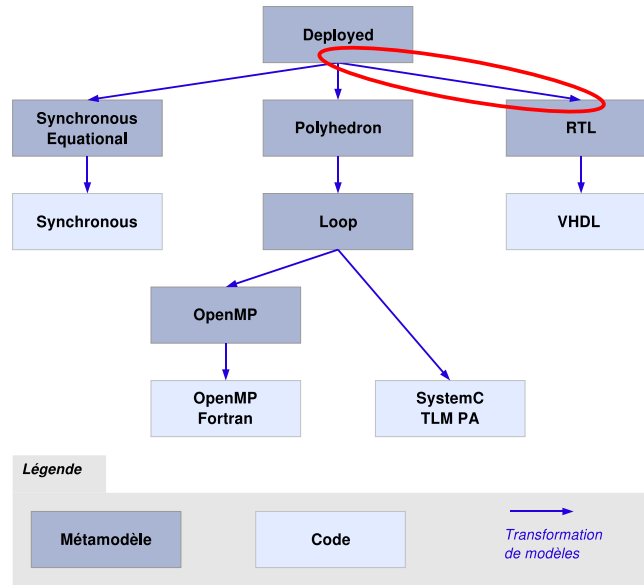 Deployed
Synchronous
Equational
Polyhedron
RTL
Synchronous
Loop
VHDL
OpenMP
OpenMP
Fortran
SystemC
TLM PA
Légende
Métamodèle
Code
Transformation
de modèles